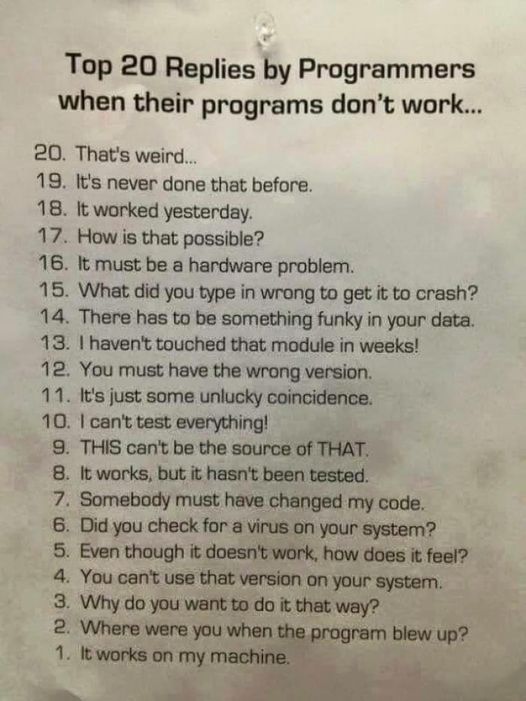 Top 20 Replies by Programmers
when their programs don't work...
20. That's weird...
19. It's never done that before.
18. It worked yesterday.
17. How is that possible?
16. It must be a hardware problem.
15. What did you type in wrong to get it to crash?
14. There has to be something funky in your data.
13. I haven't touched that module in weeks!
12. You must have the wrong version.
11. It's just some unlucky coincidence.
10. I can't test everything!
9. THIS can't be the source of THAT.
8. It works, but it hasn't been tested.
7. Somebody must have changed my code.
6. Did you check for a virus on your system?
5. Even though it doesn't work, how does it feel?
4. You can't use that version on your system.
3. Why do you want to do it that way?
2. Where were you when the program blew up?
1. It works on my machine.